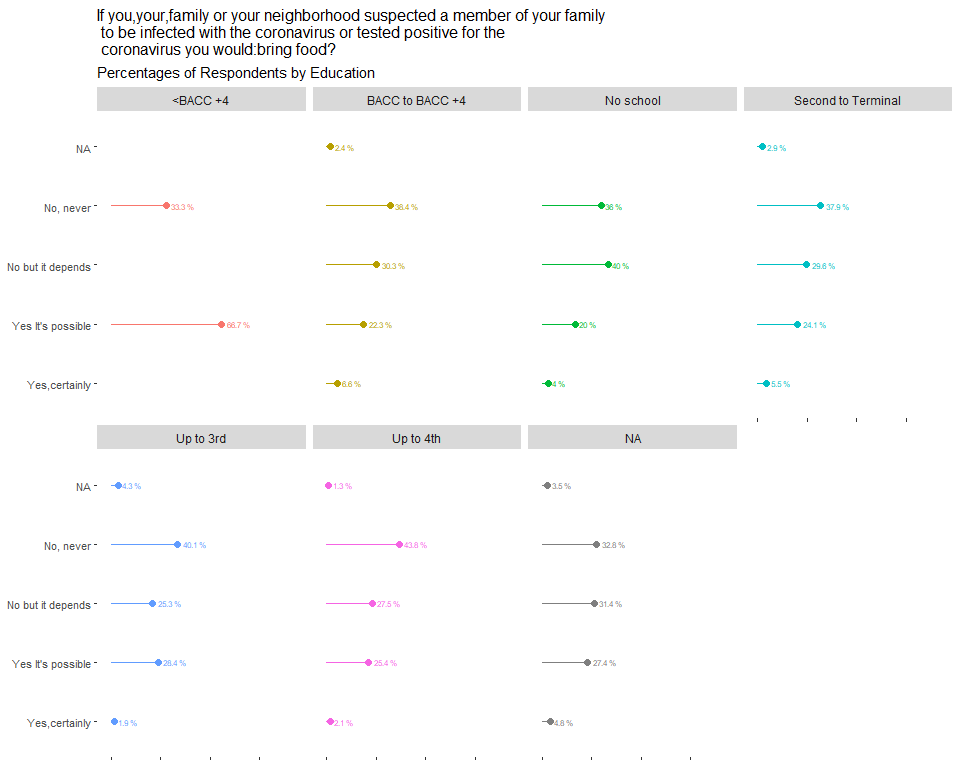 If you,your,family or your neighborhood suspected a member of your family
to be infected with the coronavirus or tested positive for the
coronavirus you would:bring food?
Percentages of Respondents by Education
<BACC +4 BACC to BACC +4 No school Second to Terminal
NA 2.4 % 2.9 %
No, never 33.3 % 38.4 % 36 % 37.9 %
No but it depends 30.3 % 40 % 29.6 %
Yes It's possible 66.7 % 22.3 % 20 % 24.1 %
Yes,certainly 6.6 % 4 % 5.5 %
Up to 3rd Up to 4th NA
NA 4.3 % 1.3 % 3.5 %
No, never 40.1 % 43.8 % 32.8 %
No but it depends 25.3 % 27.5 % 31.4 %
Yes It's possible 28.4 % 25.4 % 27.4 %
Yes,certainly 1.9 % 2.1 % 4.8 %